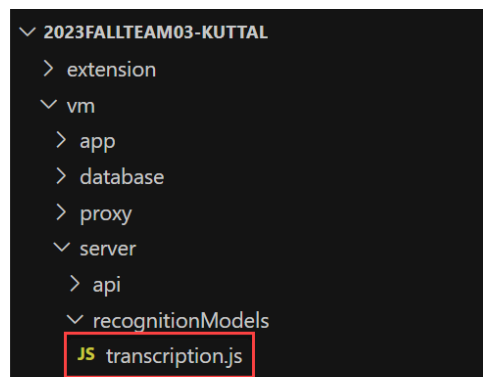 2023FALLTEAM03-KUTTAL
extension
vm
app
database
proxy
server
api
recognitionModels
JS transcription.js